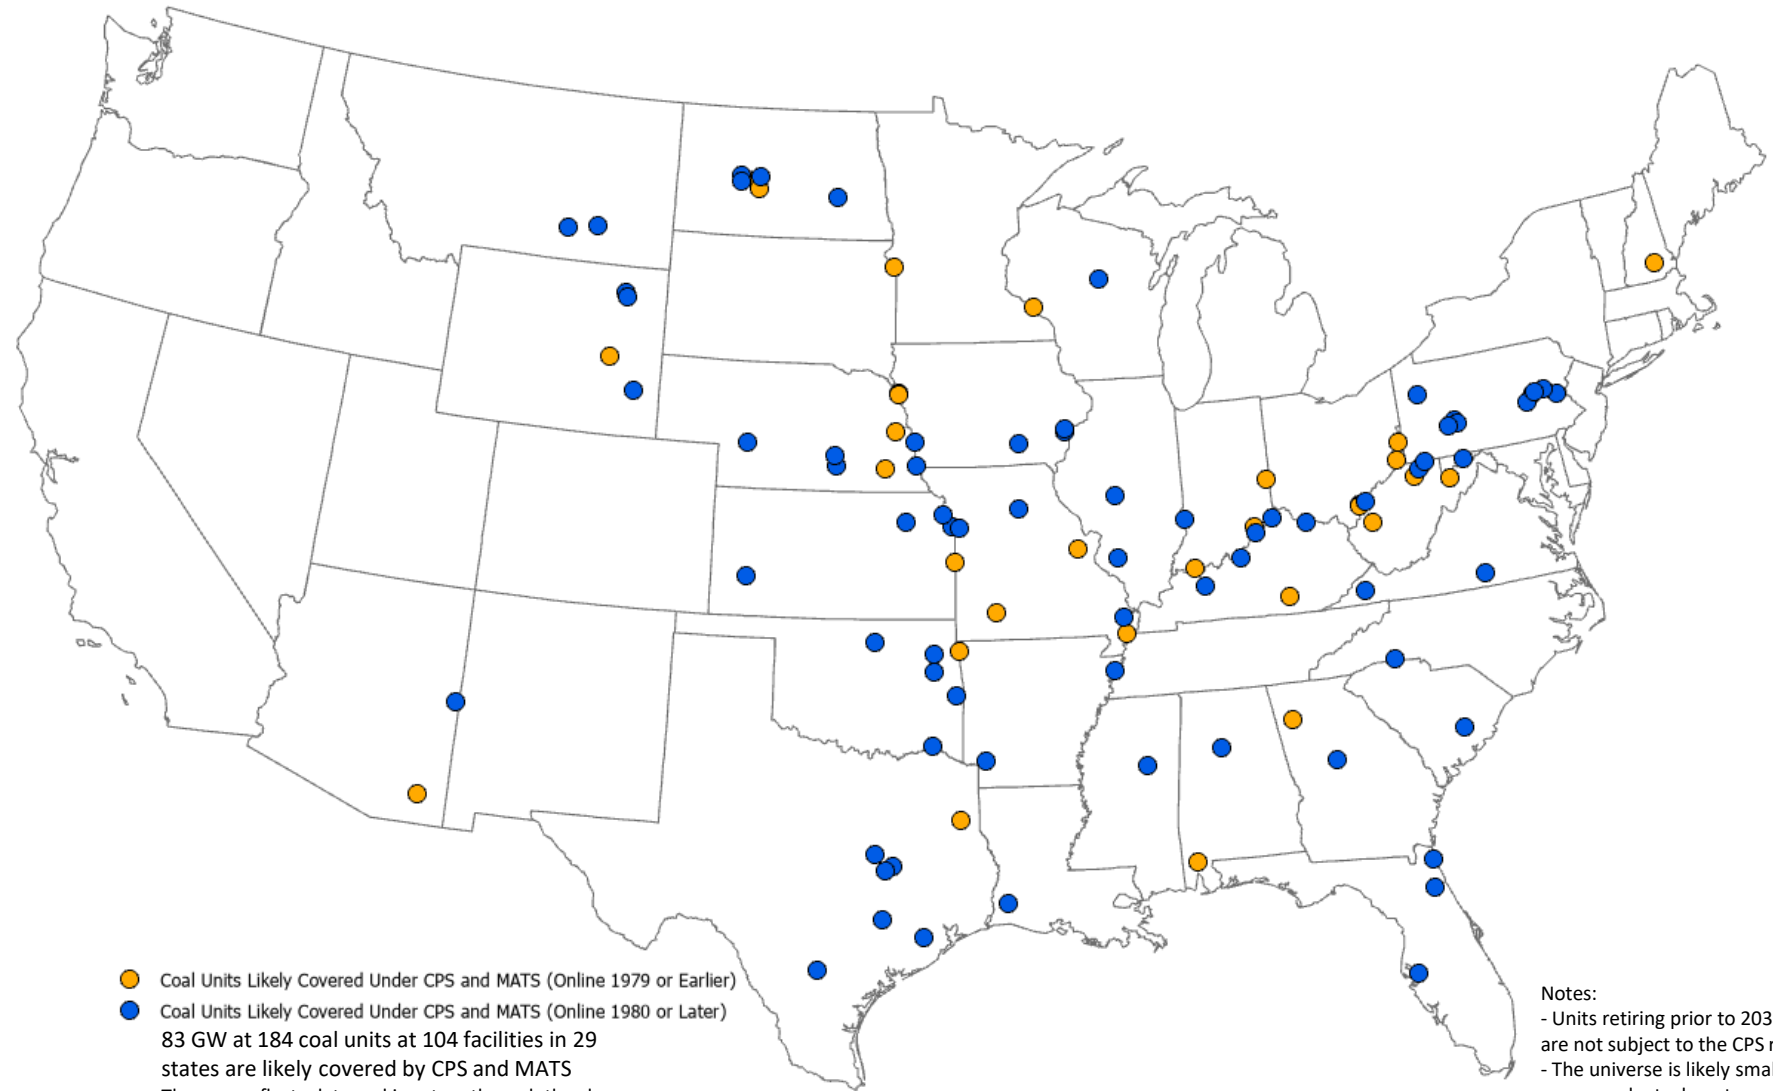 Coal Units Likely Covered Under CPS and MATS (Online 1979 or Earlier)
Coal Units Likely Covered Under CPS and MATS (Online 1980 or Later)
83 GW at 184 coal units at 104 facilities in 29
states are likely covered by CPS and MATS
Notes:
- Units retiring prior to 203
are not subject to the CPS
- The universe is likely